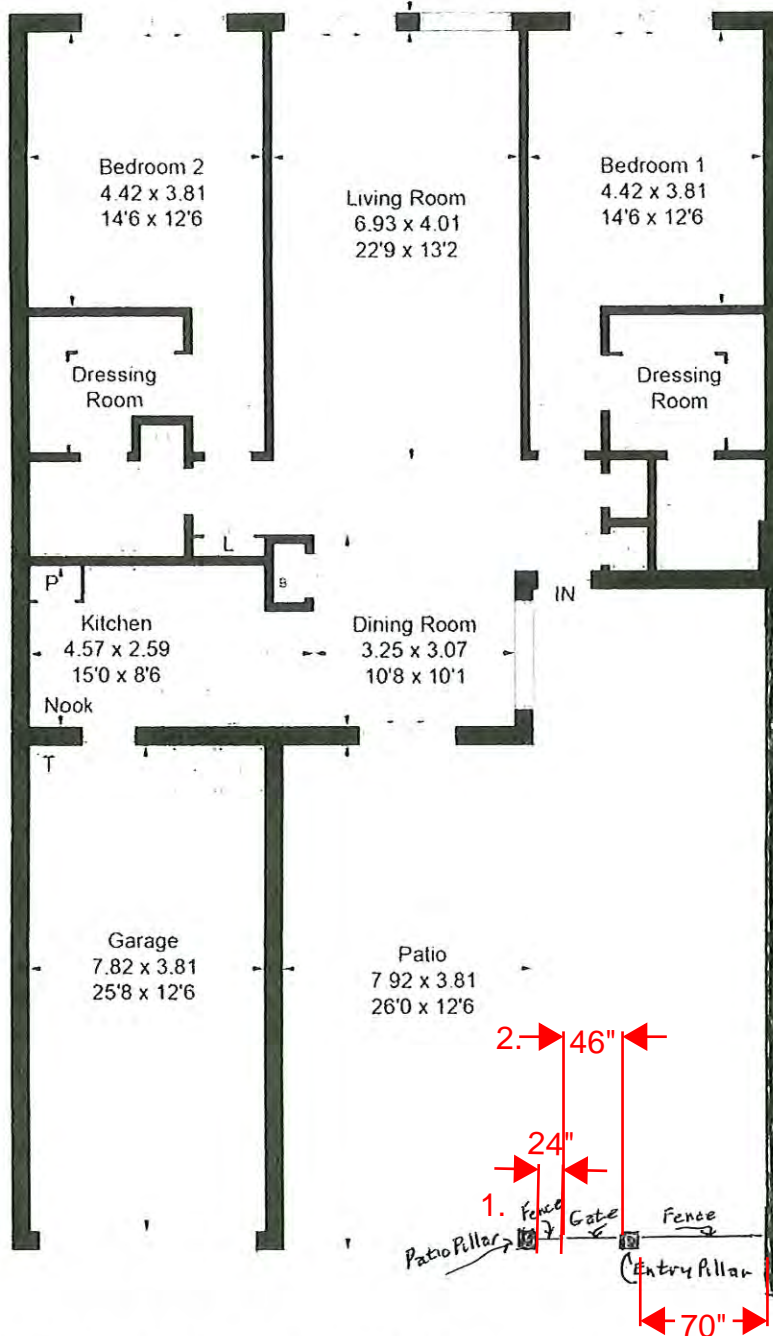 Bedroom 2
4.42 x 3.81
14'6 x 12'6
Living Room
6.93 x 4.01
22'9 x 13'2
Bedroom 1
4.42 x 3.81
14'6 x 12'6
Dressing
Room
Dressing
Room
L
P
B
IN
Kitchen
4.57 x 2.59
15'0 x 8'6
Nook
Dining Room
3.25 x 3.07
10'8 x 10'1
T
Garage
7.82 x 3.81
25'8 x 12'6
Patio
7.92 x 3.81
26'0 x 12'6
2.
46"
24"
1.
Fence
Gate
Fence
Patio Pillar
Entry Pillar
70"